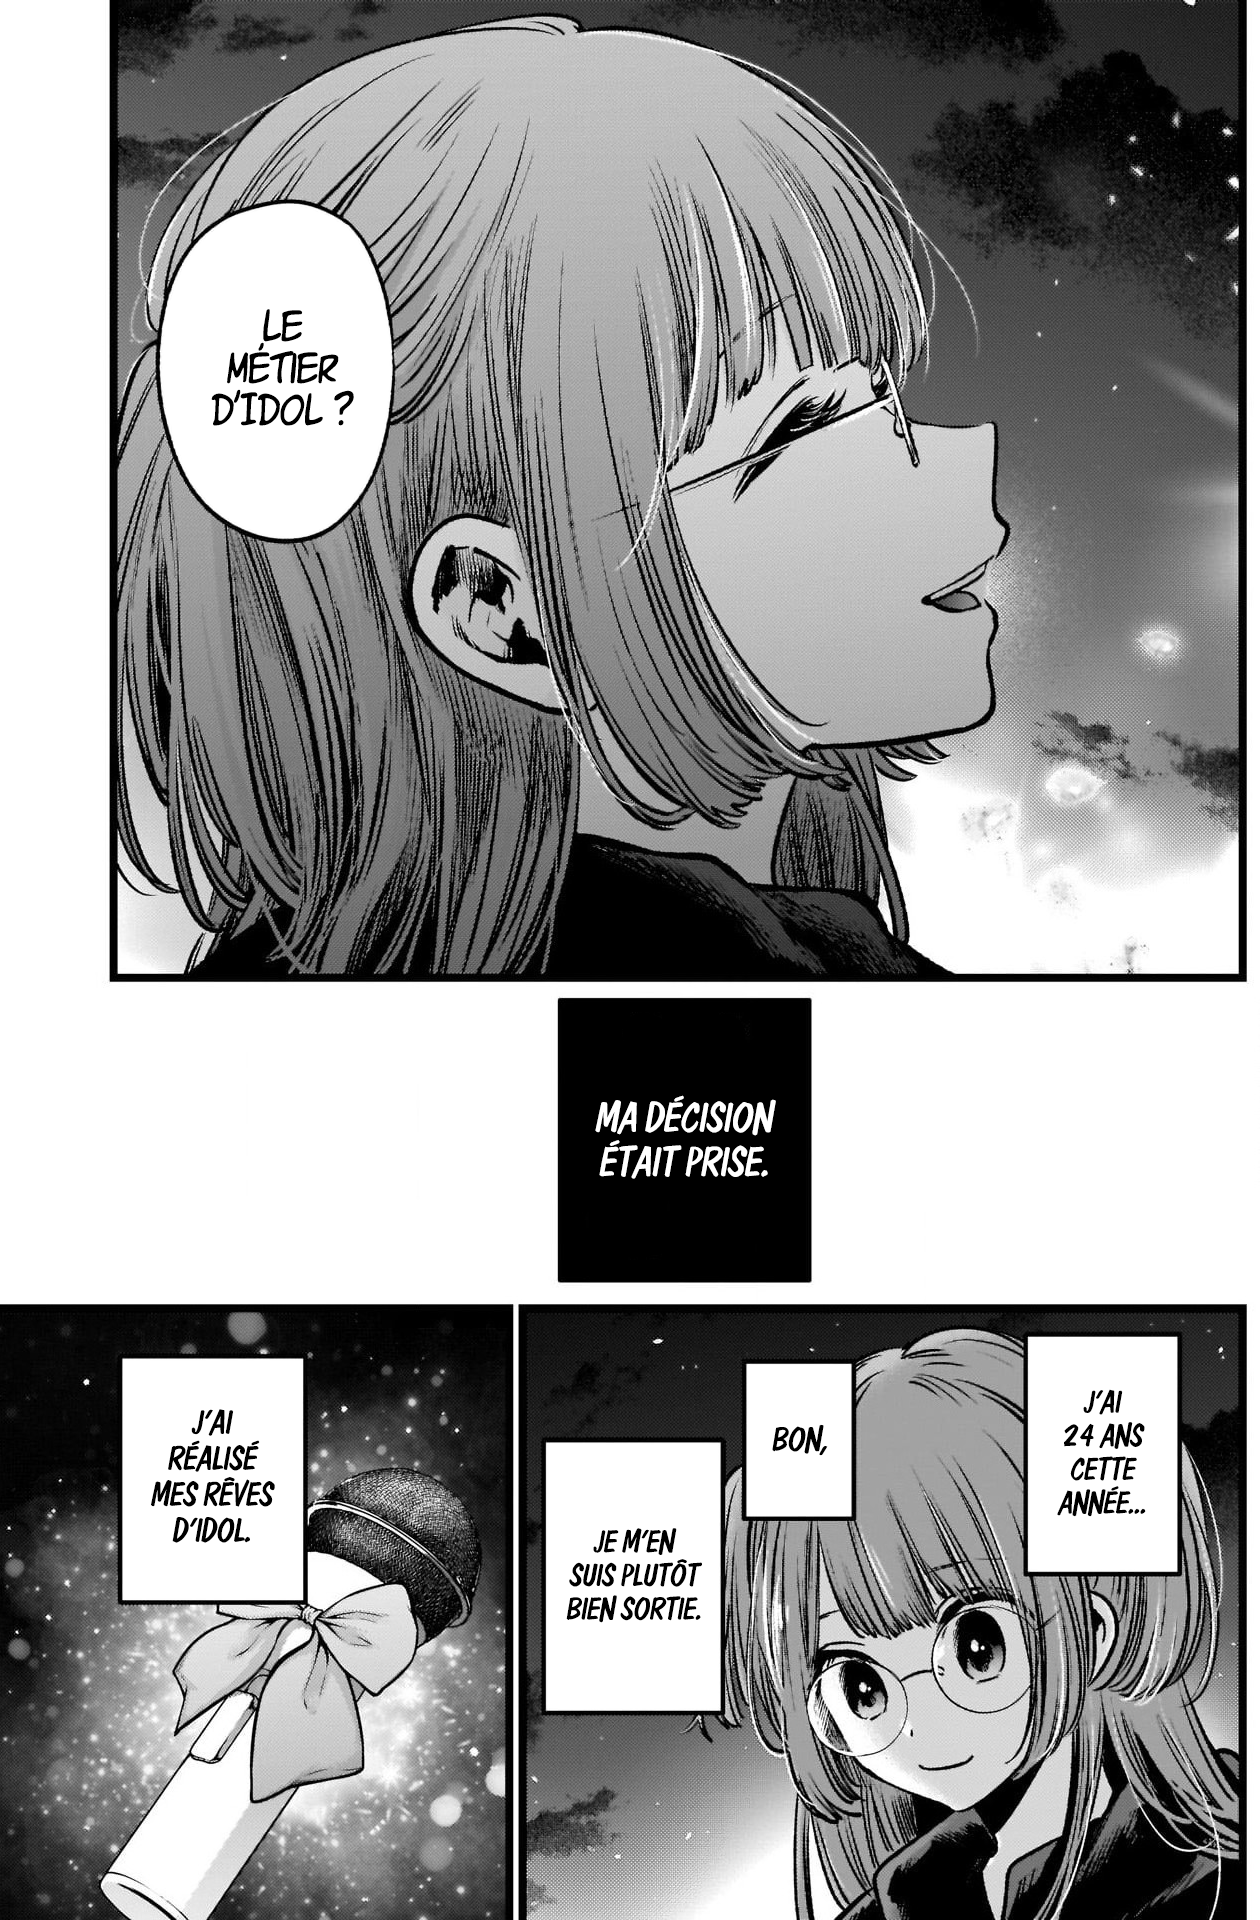 LE
MÉTIER
D'IDOL ?
MA DÉCISION
ÉTAIT PRISE.
J'AI
24 ANS
CETTE
ANNÉE...
BON,
JE M'EN
SUIS PLUTÔT
BIEN SORTIE.
J'AI
RÉALISÉ
MES RÊVES
D'IDOL.